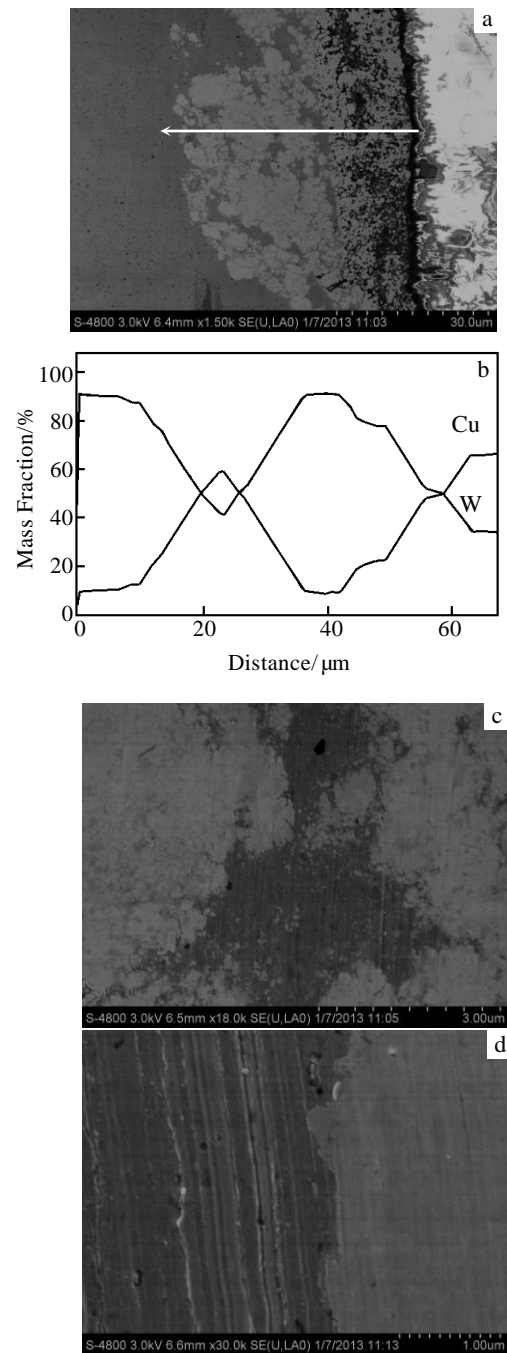 a
S-4800 3.0kV 6.4mm x1.50k SE(U,LA0) 1/7/2013 11:03 30.0um
b
100
80
60
40
20
0
Mass Fraction/%
Cu
W
0 20 40 60
Distance/μm
c
S-4800 3.0kV 6.5mm x18.0k SE(U,LA0) 1/7/2013 11:05 3.00um
d
S-4800 3.0kV 6.6mm x30.0k SE(U,LA0) 1/7/2013 11:13 1.00um